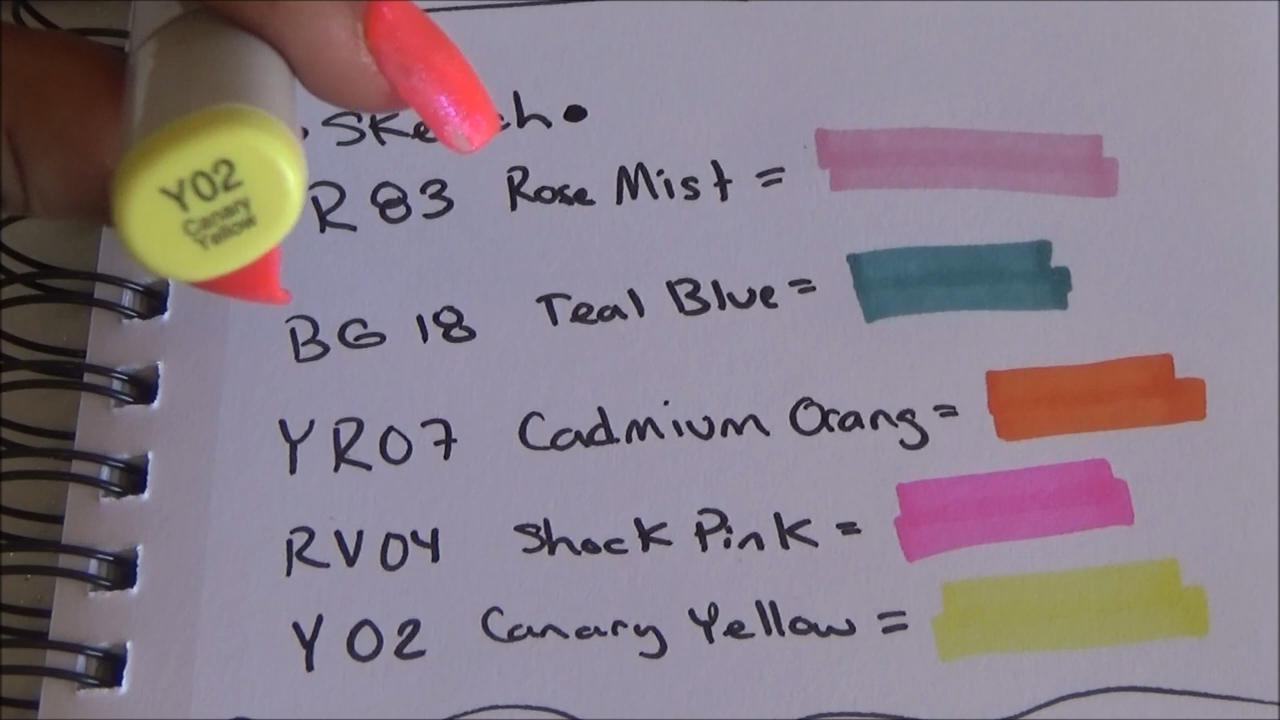 •Sketch•
R83 Rose Mist =
BG 18 Teal Blue =
YR07 Cadmium Orang =
RV04 Shock Pink =
Y02 Canary Yellow =
Y02
Canary
Yellow